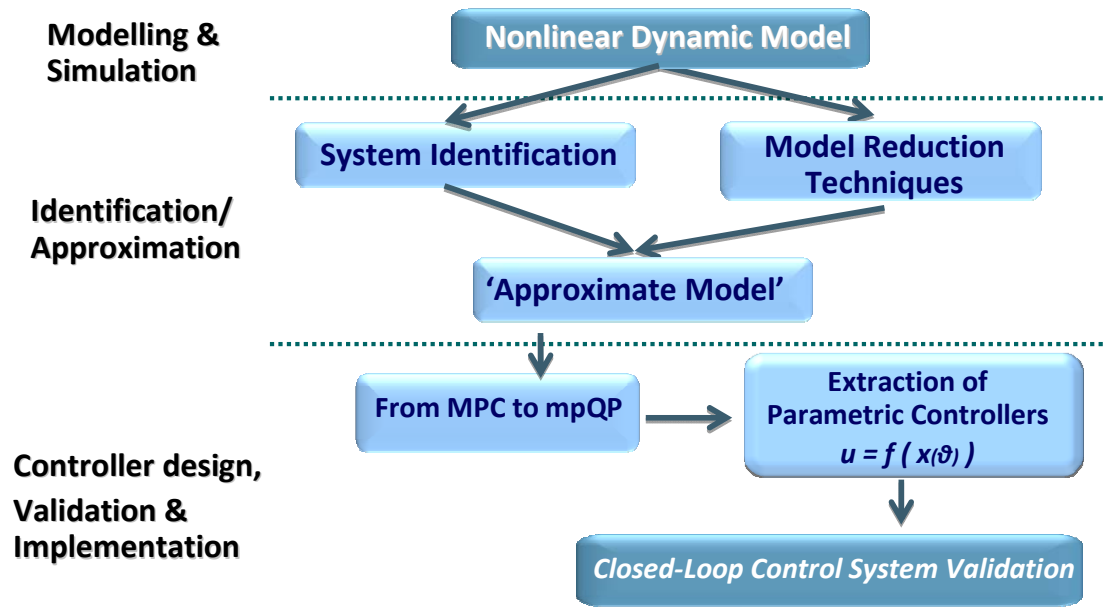 Modelling &
Simulation
Nonlinear Dynamic Model
System Identification
Model Reduction
Techniques
Identification/
Approximation
‘Approximate Model’
From MPC to mpQP
Extraction of
Parametric Controllers
u = f ( x(ϑ) )
Controller design,
Validation &
Implementation
Closed-Loop Control System Validation